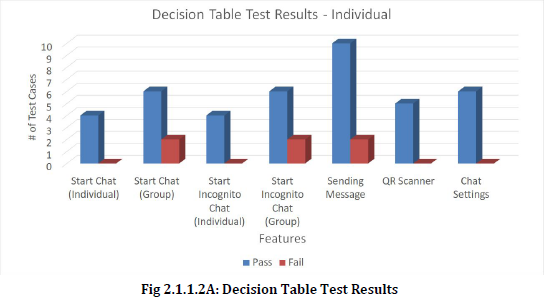 Decision Table Test Results - Individual
# of Test Cases
10
9
8
7
6
5
4
3
2
1
0
Start Chat
(Individual)
Start Chat
(Group)
Start
Incognito
Chat
(Individual)
Start
Incognito
Chat
(Group)
Sending
Message
QR Scanner
Chat
Settings
Features
Pass Fail
Fig 2.1.1.2A: Decision Table Test Results